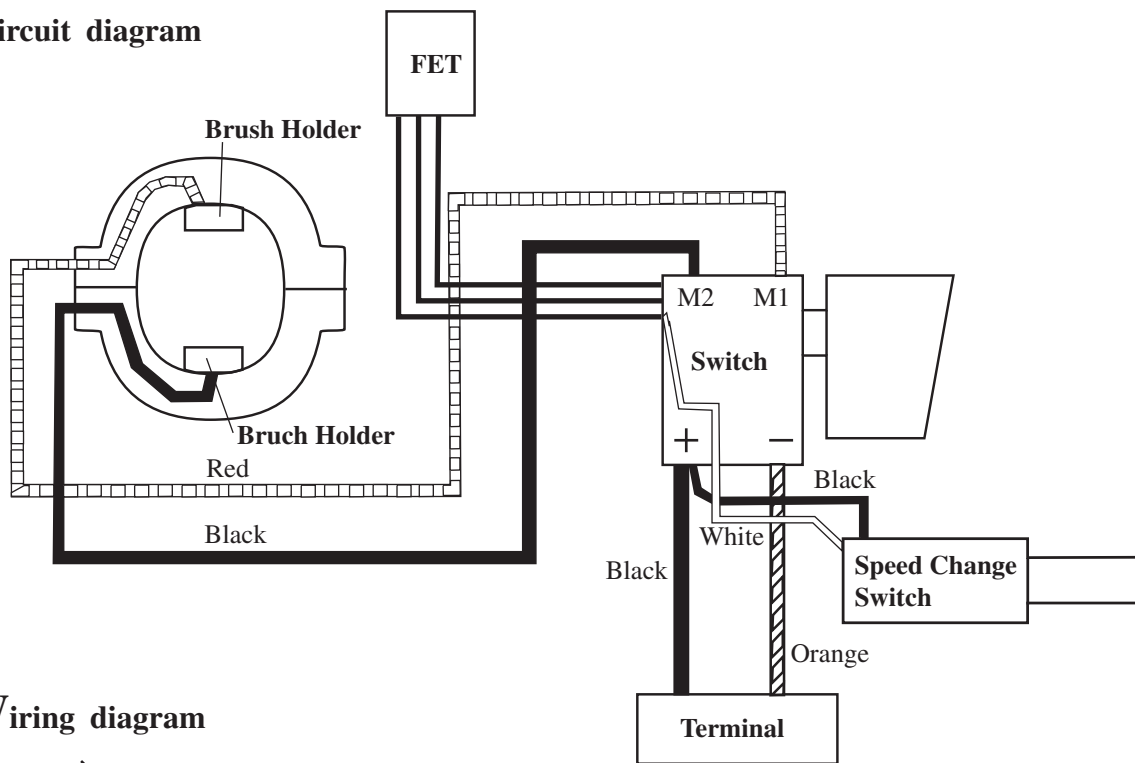 ircuit diagram
FET
Brush Holder
M2 M1
Switch
+ −
Bruch Holder
Red
Black
Black
White
Black
Speed Change
Switch
Orange
Terminal
iring diagram